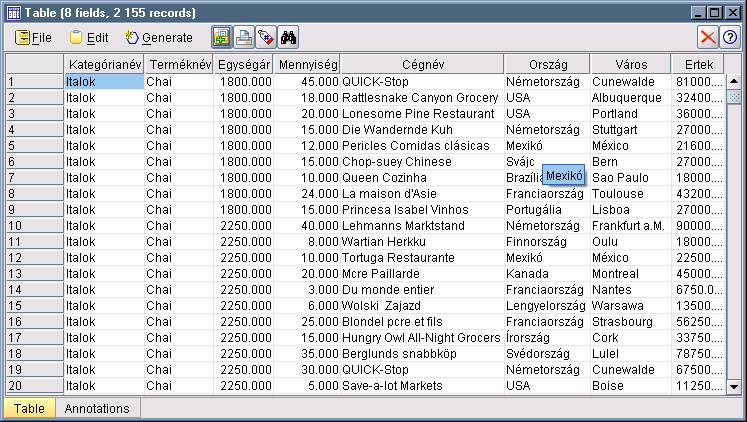 Table (8 fields, 2 155 records)
File Edit Generate
Kategórianév Terméknév Egységár Mennyiség Cégnév Ország Város Ertek
1 Italok Chai 1800.000 45.000 QUICK-Stop Németország Cunewalde 81000....
2 Italok Chai 1800.000 18.000 Rattlesnake Canyon Grocery USA Albuquerque 32400....
3 Italok Chai 1800.000 20.000 Lonesome Pine Restaurant USA Portland 36000....
4 Italok Chai 1800.000 15.000 Die Wandernde Kuh Németország Stuttgart 27000....
5 Italok Chai 1800.000 12.000 Pericles Comidas clásicas Mexikó México 21600....
6 Italok Chai 1800.000 15.000 Chop-suey Chinese Svájc Bern 27000....
7 Italok Chai 1800.000 10.000 Queen Cozinha Brazília Mexikó Sao Paulo 18000....
8 Italok Chai 1800.000 24.000 La maison d'Asie Franciaország Toulouse 43200....
9 Italok Chai 1800.000 15.000 Princesa Isabel Vinhos Portugália Lisboa 27000....
10 Italok Chai 2250.000 40.000 Lehmanns Marktstand Németország Frankfurt a.M. 90000....
11 Italok Chai 2250.000 8.000 Wartian Herkku Finnország Oulu 18000....
12 Italok Chai 2250.000 10.000 Tortuga Restaurante Mexikó México 22500....
13 Italok Chai 2250.000 20.000 Mcre Paillarde Kanada Montreal 45000....
14 Italok Chai 2250.000 3.000 Du monde entier Franciaország Nantes 6750.0...
15 Italok Chai 2250.000 6.000 Wolski Zajazd Lengyelország Warsawa 13500....
16 Italok Chai 2250.000 25.000 Blondel pcre et fils Franciaország Strasbourg 56250....
17 Italok Chai 2250.000 15.000 Hungry Owl All-Night Grocers Írország Cork 33750....
18 Italok Chai 2250.000 35.000 Berglunds snabbköp Svédország Lulel 78750....
19 Italok Chai 2250.000 30.000 QUICK-Stop Németország Cunewalde 67500....
20 Italok Chai 2250.000 5.000 Save-a-lot Markets USA Boise 11250....
Table Annotations